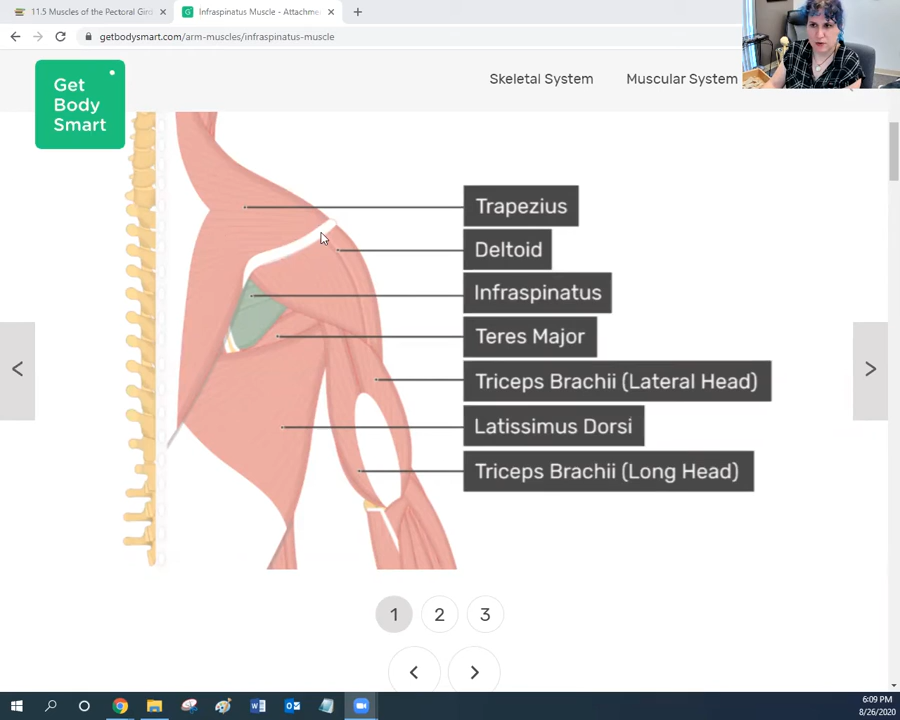 11.5 Muscles of the Pectoral Gird
Infraspinatus Muscle - Attachme
getbodysmart.com/arm-muscles/infraspinatus-muscle
Get
Body
Smart
Skeletal System
Muscular System
Trapezius
Deltoid
Infraspinatus
Teres Major
Triceps Brachii (Lateral Head)
Latissimus Dorsi
Triceps Brachii (Long Head)
<
>
1 2 3
< >
6:09 PM
8/26/2020